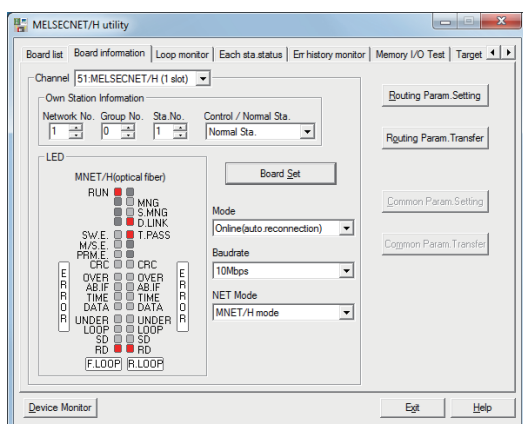 MELSECNET/H utility
Board list Board information Loop monitor Each sta.status Err history monitor Memory I/O Test Target
Channel 51:MELSECNET/H (1 slot)
Own Station Information
Network No. Group No. Sta.No. Control / Normal Sta.
1 0 1 Normal Sta.
Routing Param.Setting
Routing Param.Transfer
Common Param.Setting
Common Param.Transfer
LED
MNET/H(optical fiber)
Board Set
RUN
MNG
S.MNG
D.LINK
SW.E. T.PASS
M/S.E.
PRM.E.
CRC CRC
OVER OVER
AB.IF AB.IF
TIME TIME
DATA DATA
UNDER UNDER
LOOP LOOP
SD SD
RD RD
ERROR ERROR
F.LOOP R.LOOP
Mode
Online(auto.reconnection)
Baudrate
10Mbps
NET Mode
MNET/H mode
Device Monitor Exit Help